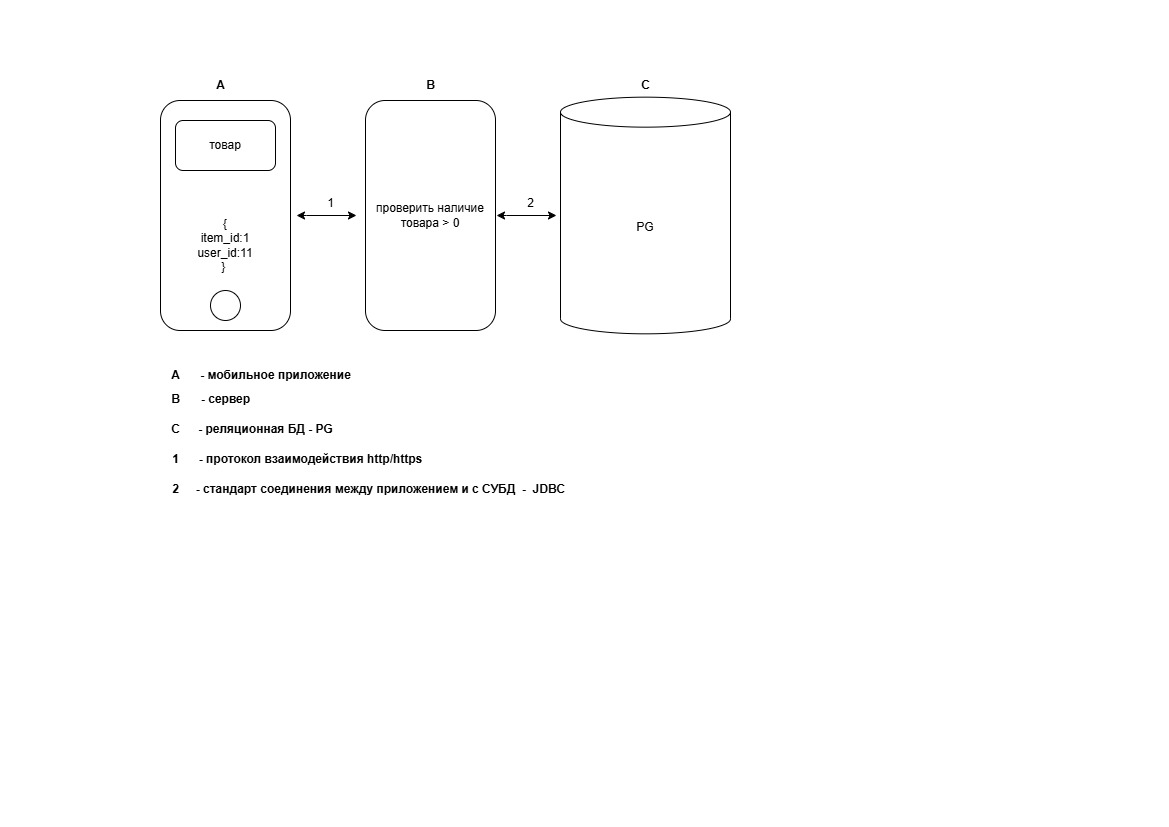 A
B
C
товар
1
2
проверить наличие
товара > 0
PG
{
item_id:1
user_id:11
}
A - мобильное приложение
B - сервер
C - реляционная БД - PG
1 - протокол взаимодействия http/https
2 - стандарт соединения между приложением и с СУБД - JDBC